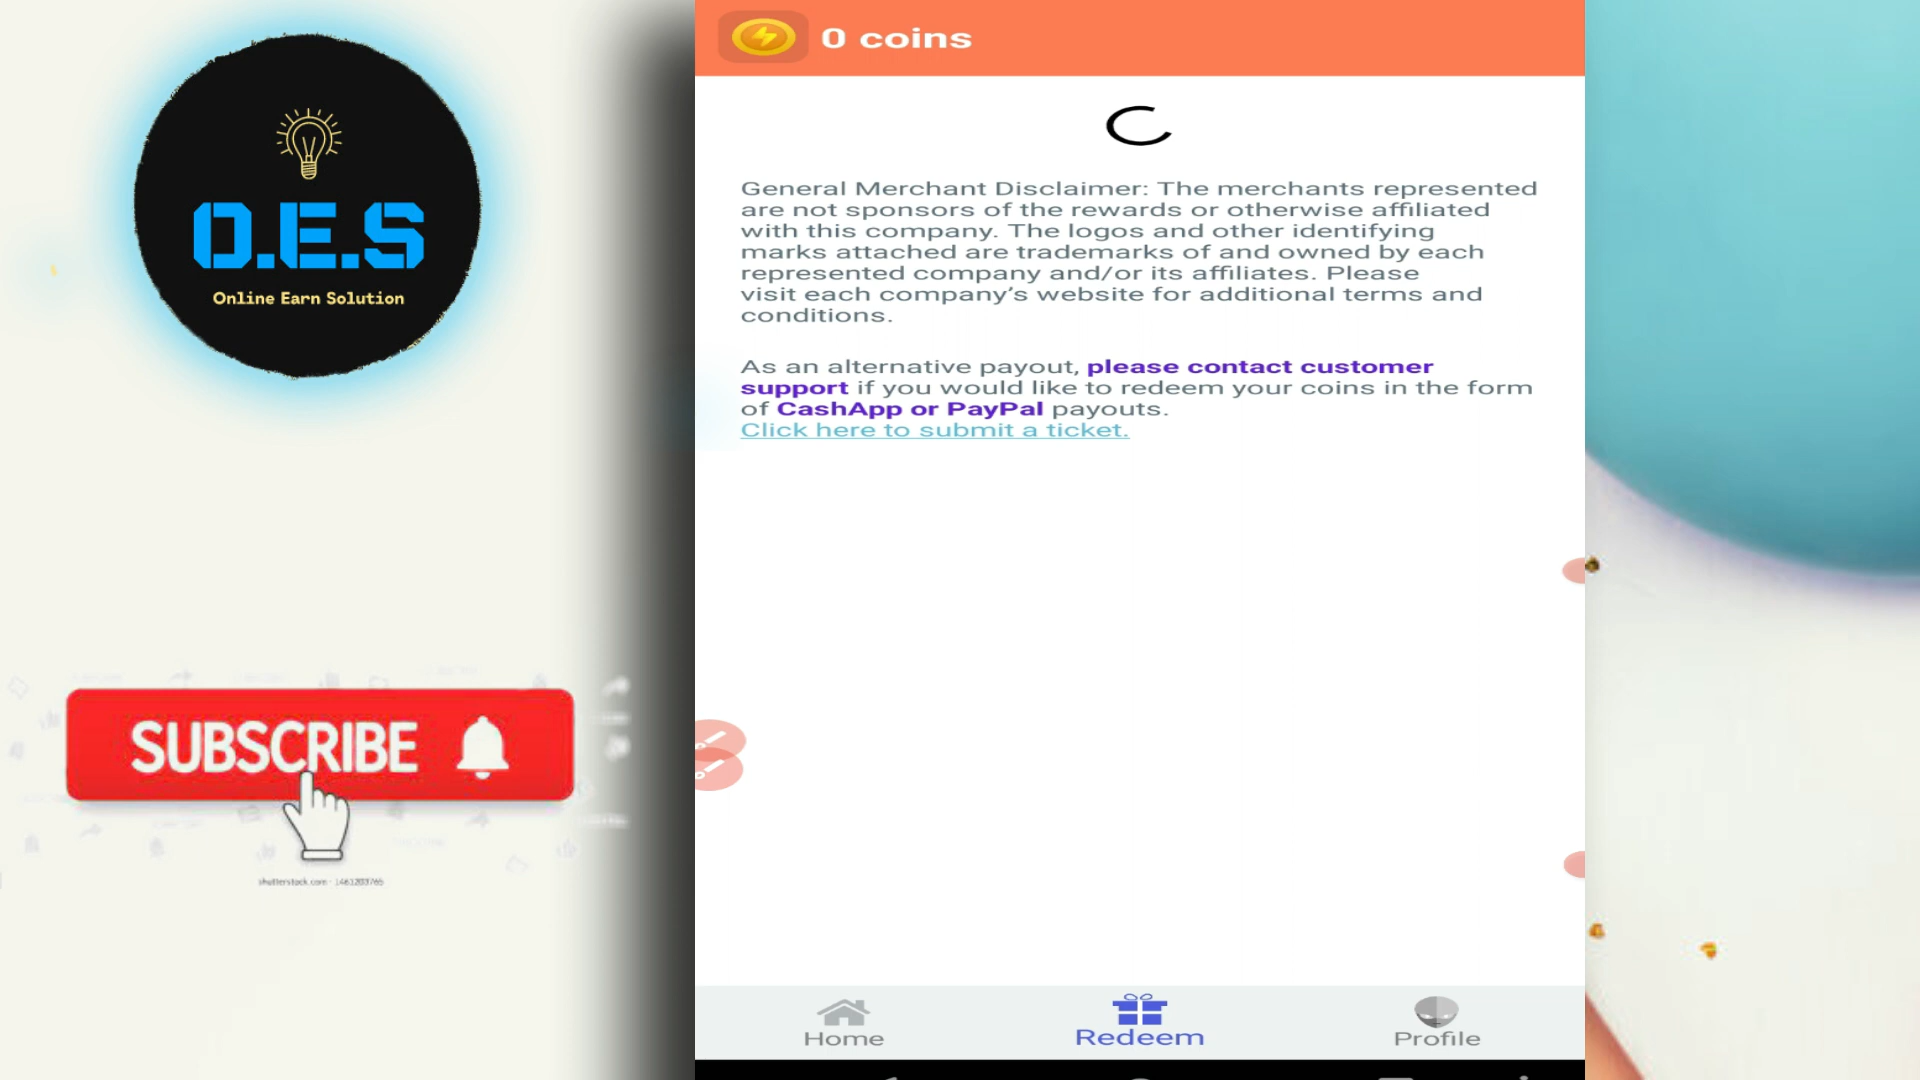 O.E.S
Online Earn Solution
SUBSCRIBE
shutterstock.com · 1461203765
0 coins
General Merchant Disclaimer: The merchants represented
are not sponsors of the rewards or otherwise affiliated
with this company. The logos and other identifying
marks attached are trademarks of and owned by each
represented company and/or its affiliates. Please
visit each company’s website for additional terms and
conditions.
As an alternative payout, please contact customer
support if you would like to redeem your coins in the form
of CashApp or PayPal payouts.
Click here to submit a ticket.
Home
Redeem
Profile